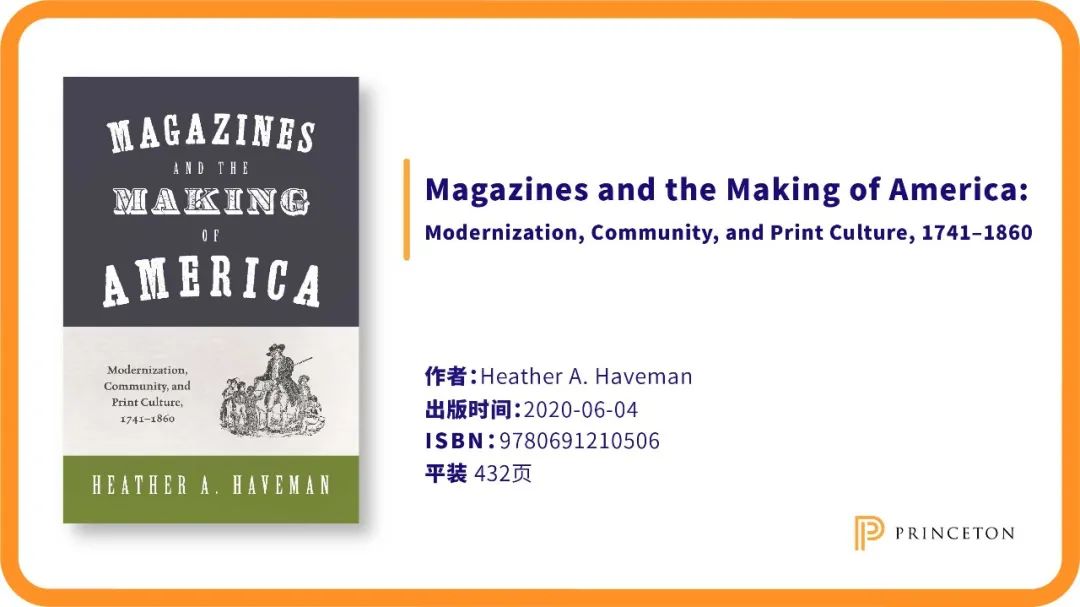 MAGAZINES
AND THE
MAKING
OF
AMERICA
Modernization,
Community, and
Print Culture,
1741–1860
HEATHER A. HAVEMAN
Magazines and the Making of America:
Modernization, Community, and Print Culture, 1741–1860
作者：Heather A. Haveman
出版时间：2020-06-04
ISBN：9780691210506
平装 432页
PRINCETON